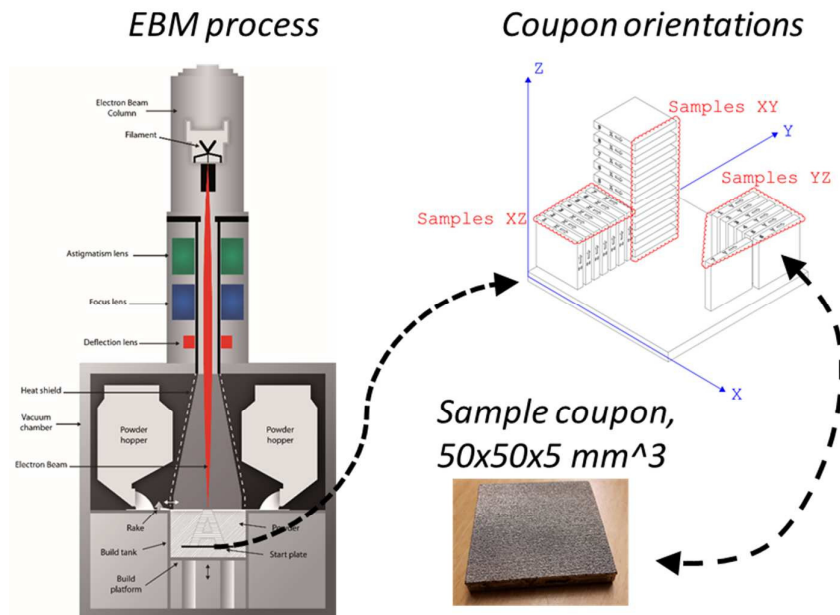 EBM process
Electron Beam
Column
Filament
Astigmatism lens
Focus lens
Deflection lens
Heat shield
Vacuum
chamber
Powder
hopper
Powder
hopper
Electron Beam
Rake
Powder
Build tank
Start plate
Build
platform
Coupon orientations
Z
Samples XY
Y
Samples YZ
Samples XZ
X
Sample coupon,
50x50x5 mm^3